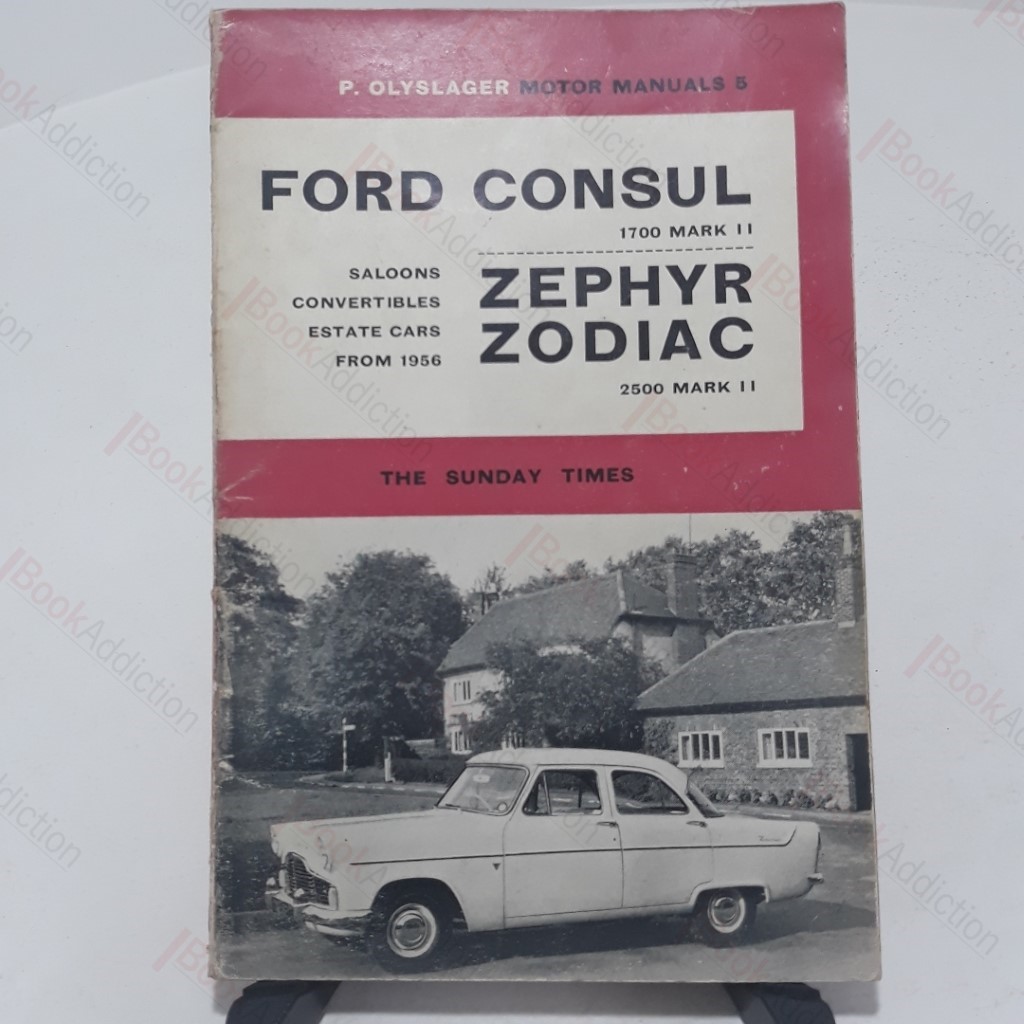 P. OLYSLAGER MOTOR MANUALS 5
FORD CONSUL
1700 MARK II
SALOONS
CONVERTIBLES
ESTATE CARS
FROM 1956
ZEPHYR
ZODIAC
2500 MARK II
THE SUNDAY TIMES
BookAddiction